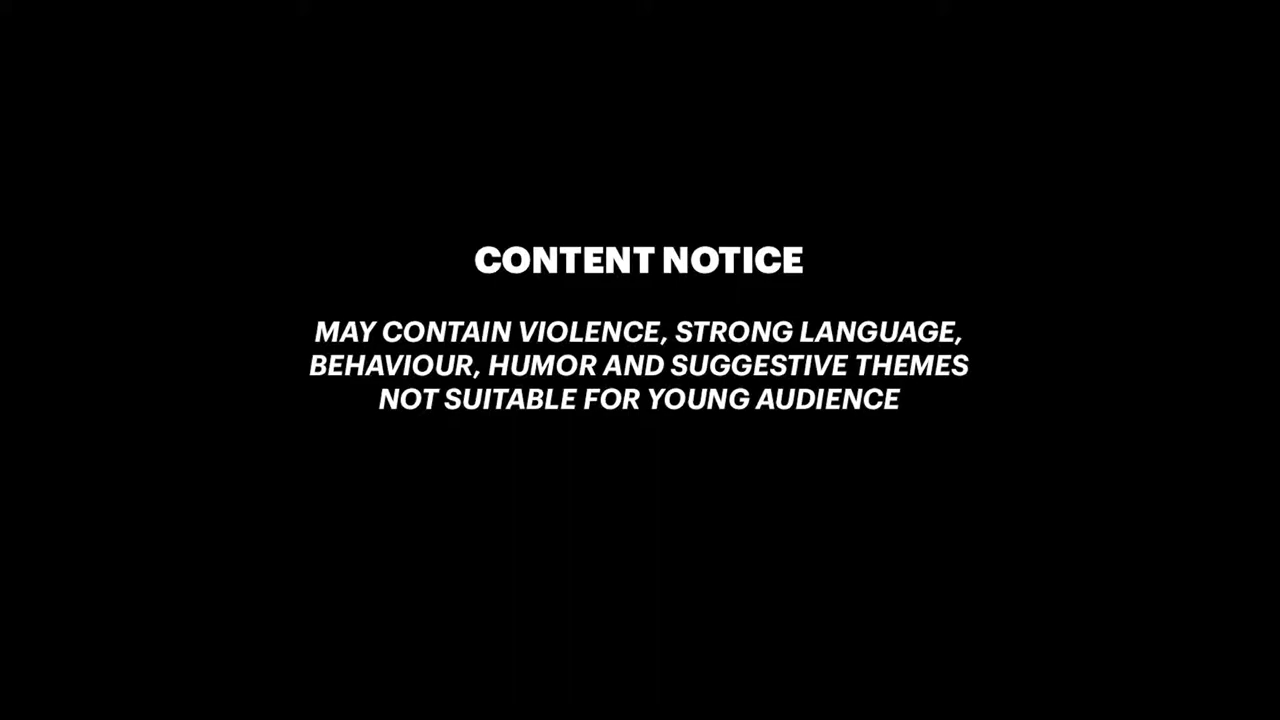 CONTENT NOTICE
MAY CONTAIN VIOLENCE, STRONG LANGUAGE,
BEHAVIOUR, HUMOR AND SUGGESTIVE THEMES
NOT SUITABLE FOR YOUNG AUDIENCE